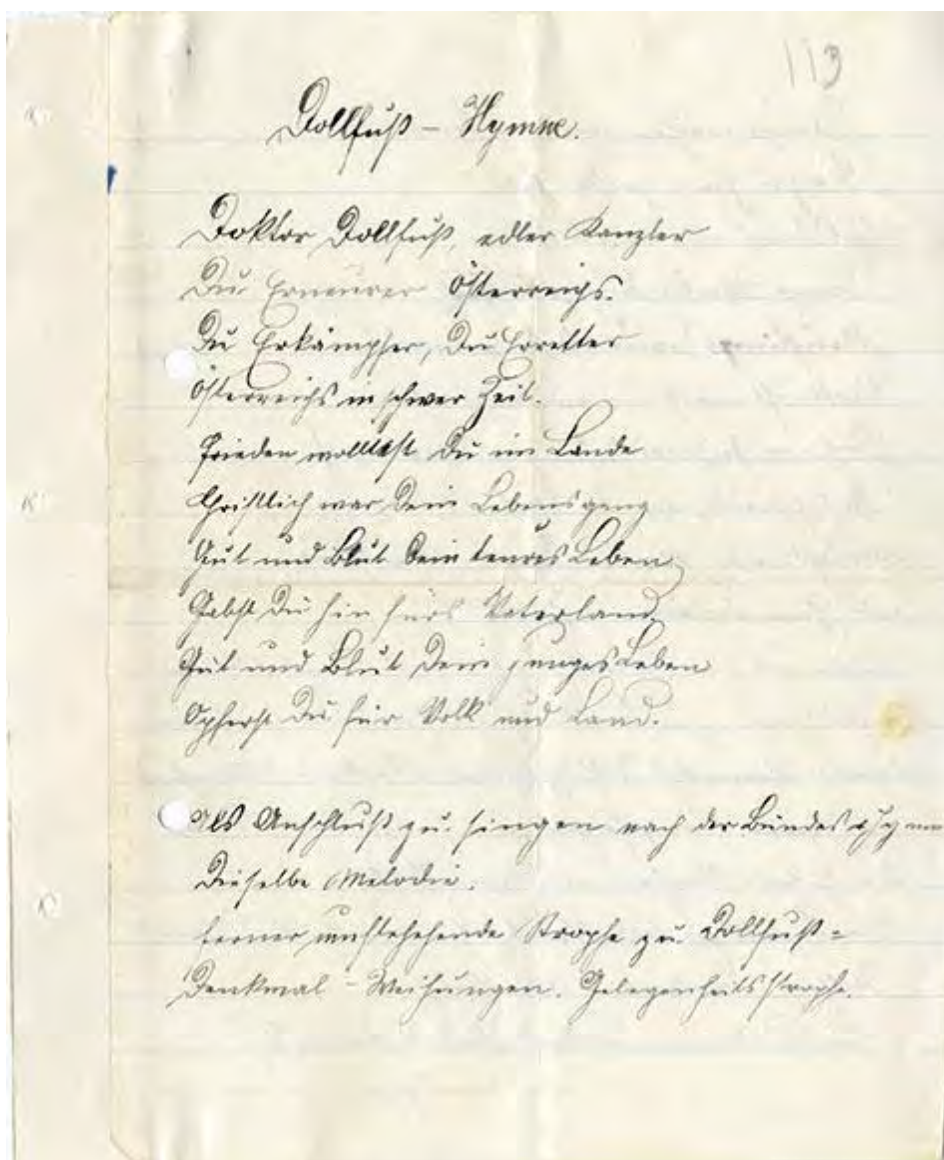 113
Dollfuß – Hymne.
Doktor Dollfuß, edler Kanzler
Du Erneurer Österreichs.
Du Erkämpfer, Du Erretter
Österreichs in schwer Zeit.
Frieden wolltest Du im Lande
Christlich war Dein Lebensgang
Gut und Blut Dein teures Leben
Gabst Du hin fürs Vaterland.
Gut und Blut Dein junges Leben
Opferst Du für Volk und Land.
Als Anschluß zu singen nach der Bundeshymne
Dieselbe Melodie.
Ferner umstehende Strophe zu Dollfuß=
Denkmal – Weihungen. Gelegenheitsstrophe.